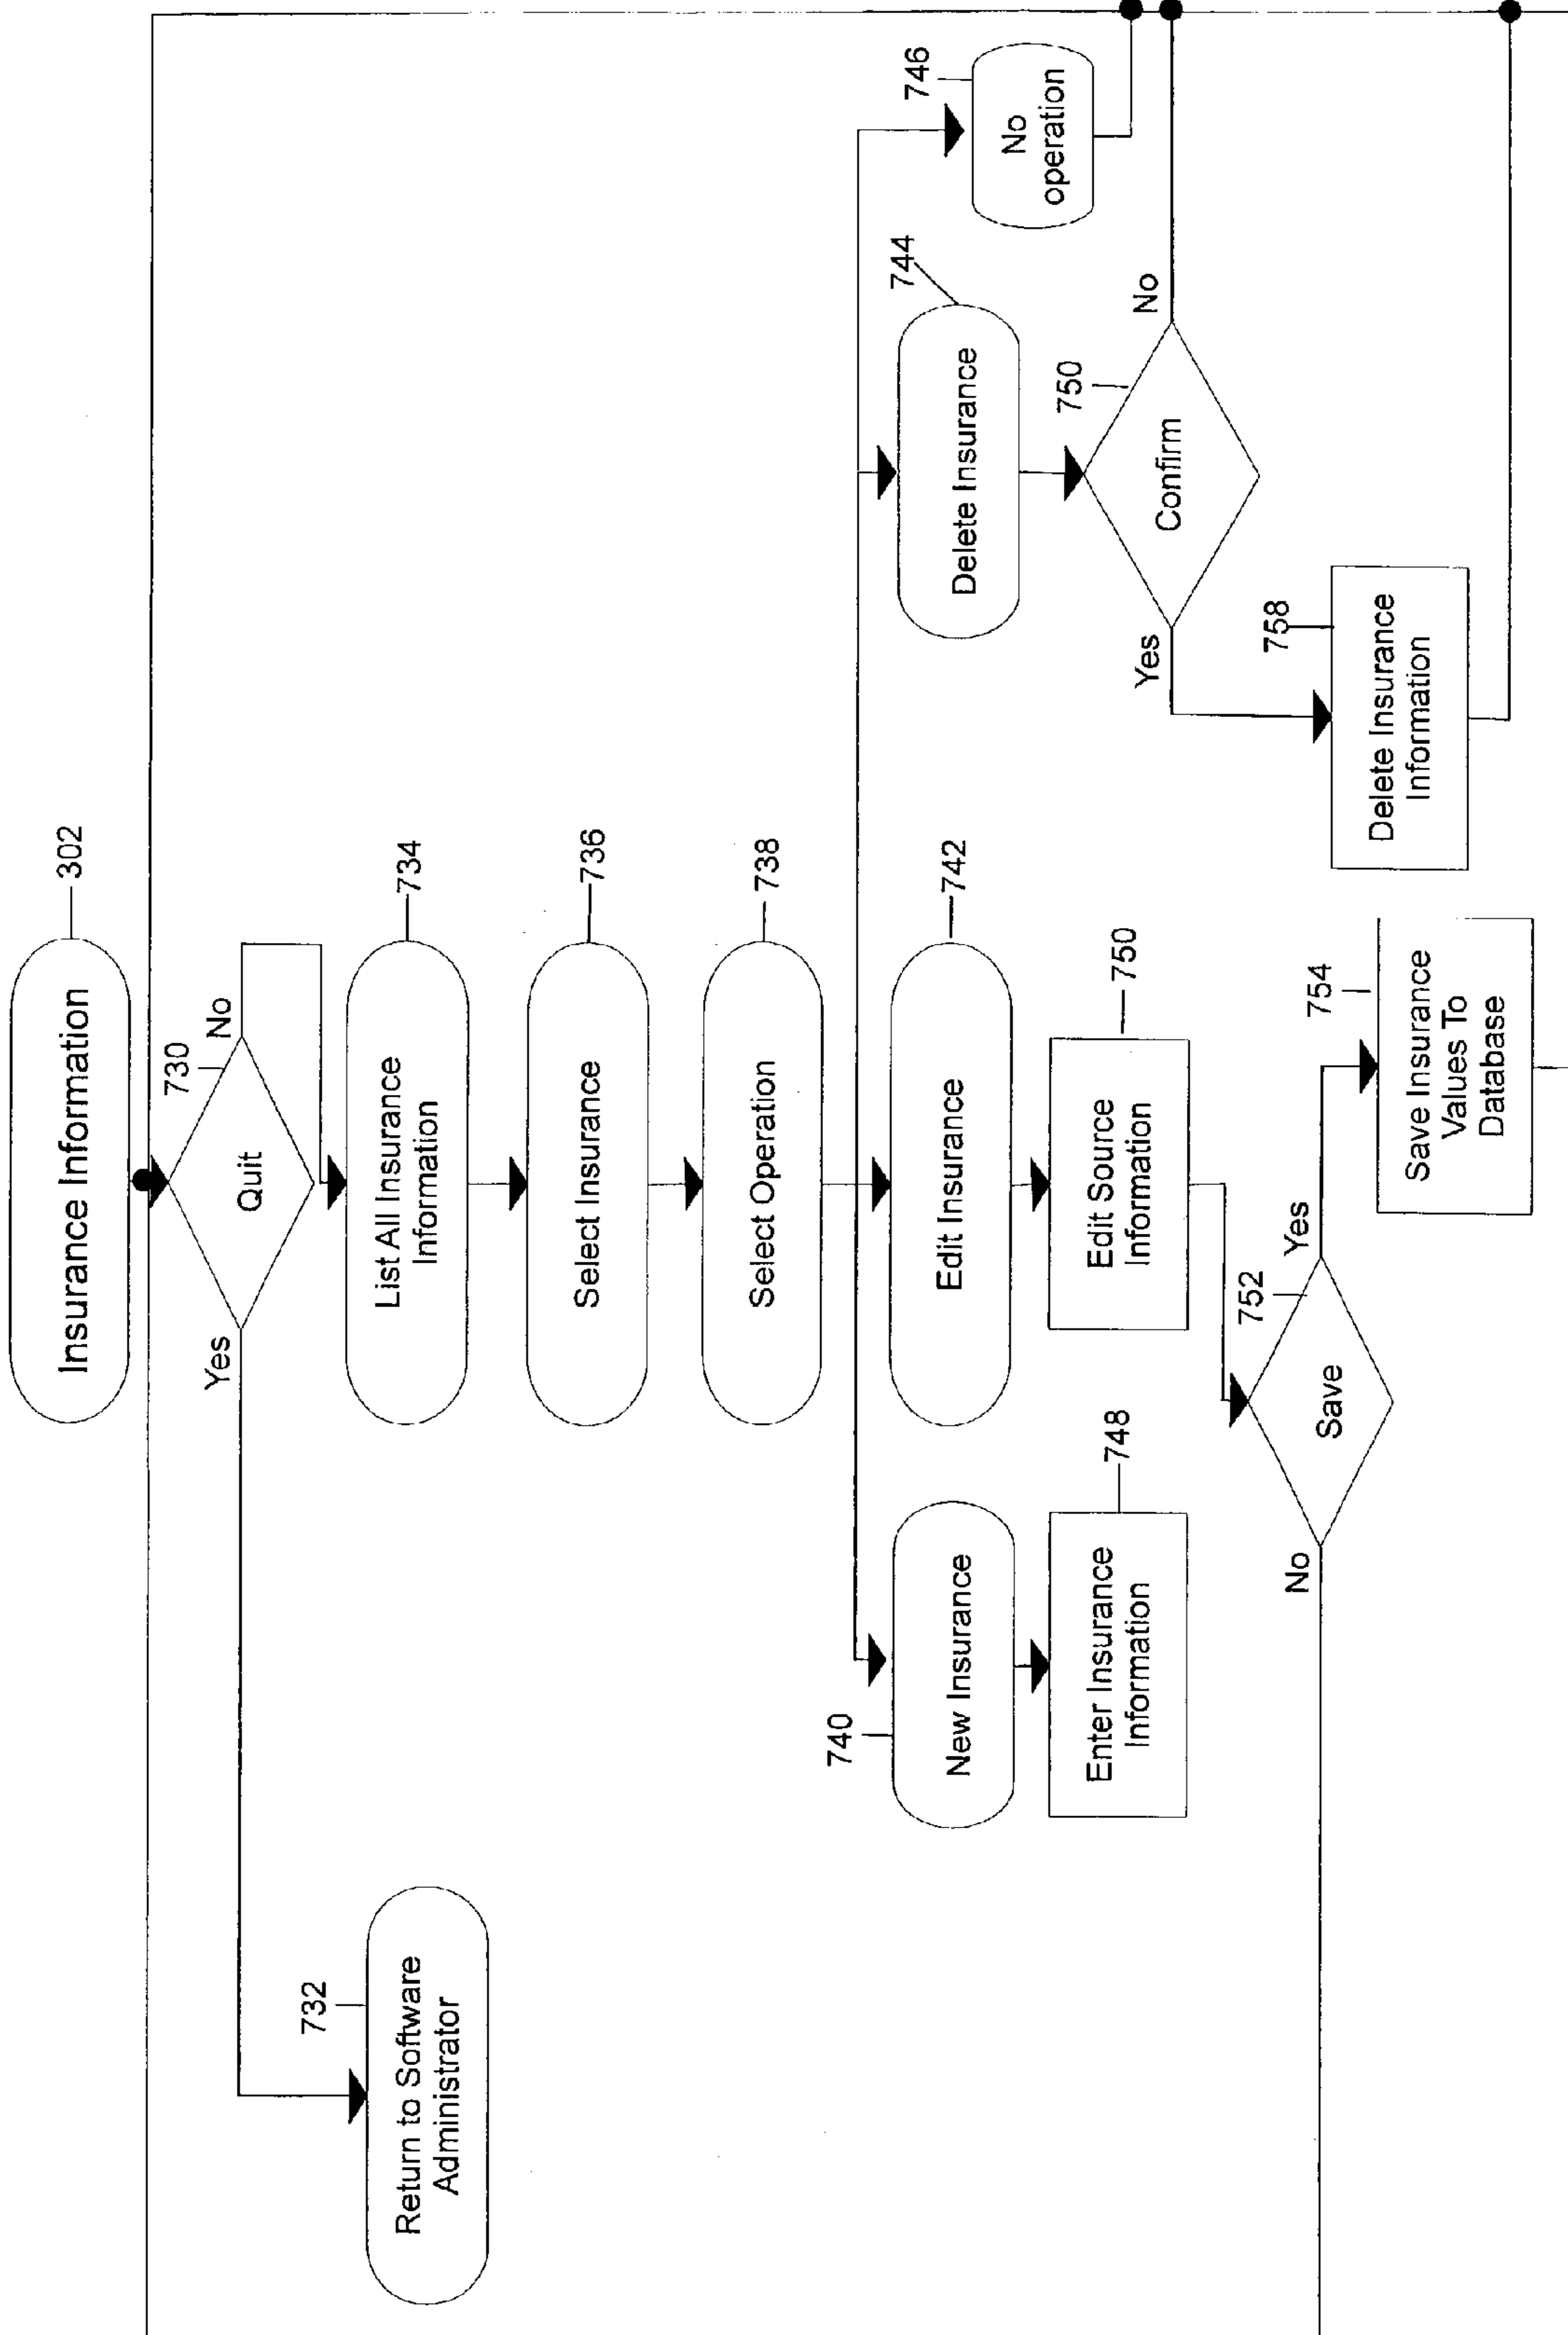 Insurance Information
302
730
Quit
No
Yes
732
Return to Software
Administrator
734
List All Insurance
Information
736
Select Insurance
738
Select Operation
740
New Insurance
742
Edit Insurance
744
Delete Insurance
746
No
operation
748
Enter Insurance
Information
750
Edit Source
Information
750
Confirm
No
Yes
752
Save
No
Yes
754
Save Insurance
Values To
Database
758
Delete Insurance
Information